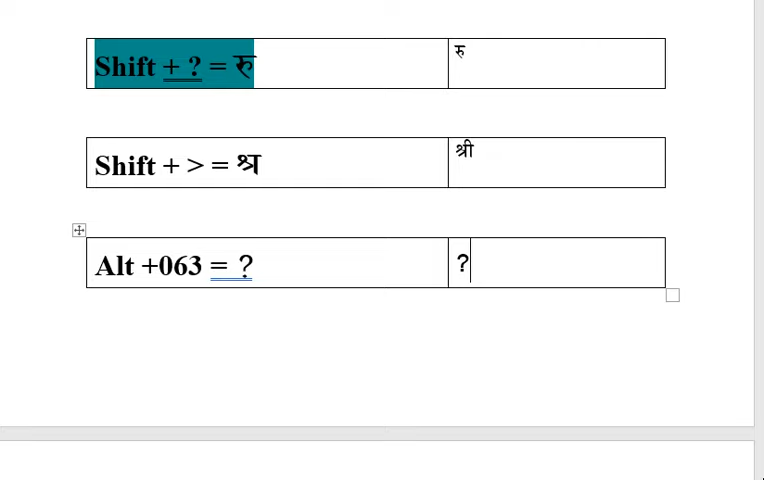 Shift + ? = रु
रु
Shift + > = श्र
श्री
Alt +063 = ?
?